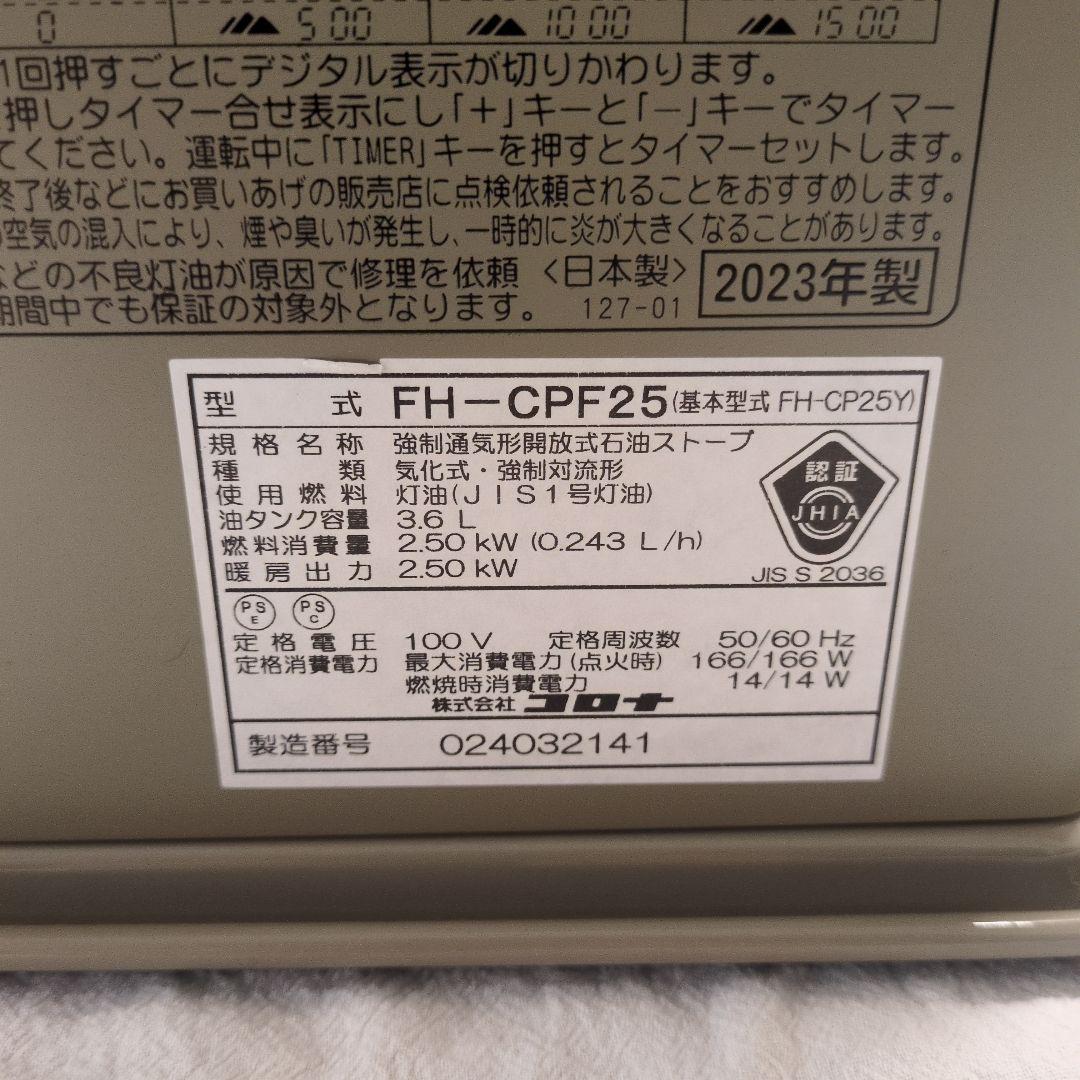 0 5:00 10:00 15:00
1回押すごとにデジタル表示が切りかわります。
押しタイマー合せ表示にし「+」キーと「-」キーでタイマー
てください。運転中に「TIMER」キーを押すとタイマーセットします。
終了後などにお買いあげの販売店に点検依頼されることをおすすめします。
空気の混入により、煙や臭いが発生し、一時的に炎が大きくなることがあります。
などの不良灯油が原因で修理を依頼 〈日本製〉 2023年製
期間中でも保証の対象外となります。 127-01
型式 FH-CPF25(基本型式 FH-CP25Y)
規格名称 強制通気形開放式石油ストーブ
認証
種類 気化式・強制対流形
使用燃料 灯油(JIS1号灯油)
JHIA
油タンク容量 3.6 L
燃料消費量 2.50 kW (0.243 L/h)
暖房出力 2.50 kW
JIS S 2036
PSE PSC
定格電圧 100 V 定格周波数 50/60 Hz
定格消費電力 最大消費電力(点火時) 166/166 W
燃焼時消費電力 14/14 W
株式会社コロナ
製造番号 024032141